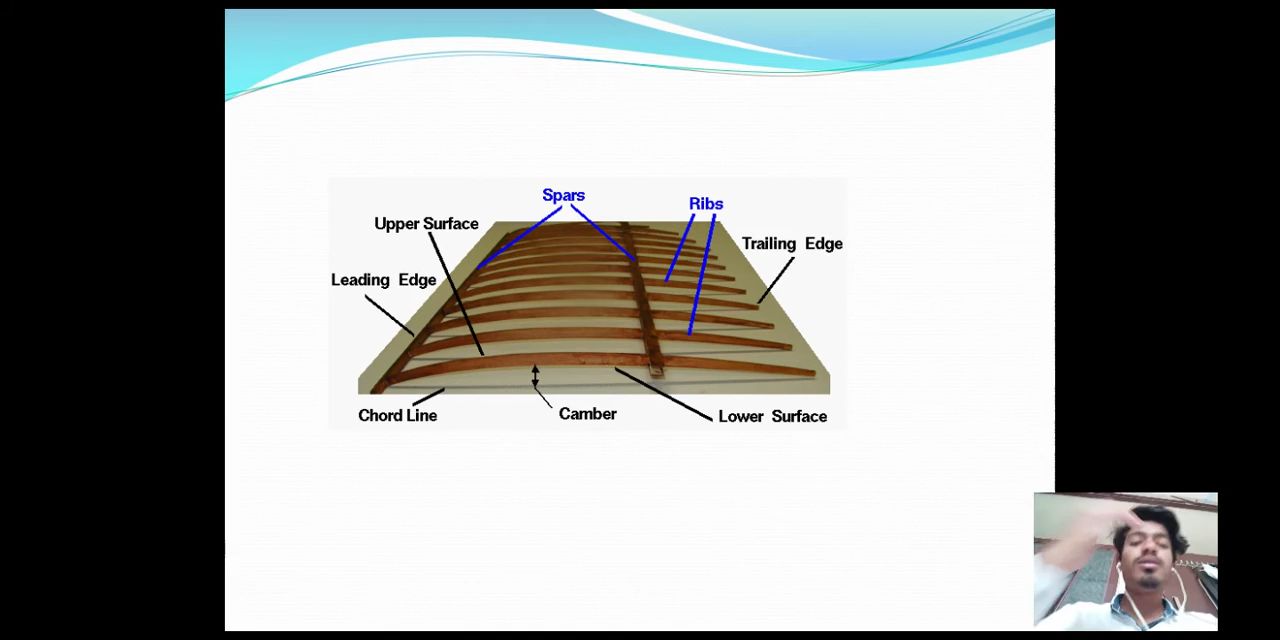 Spars
Ribs
Upper Surface
Trailing Edge
Leading Edge
Chord Line
Camber
Lower Surface